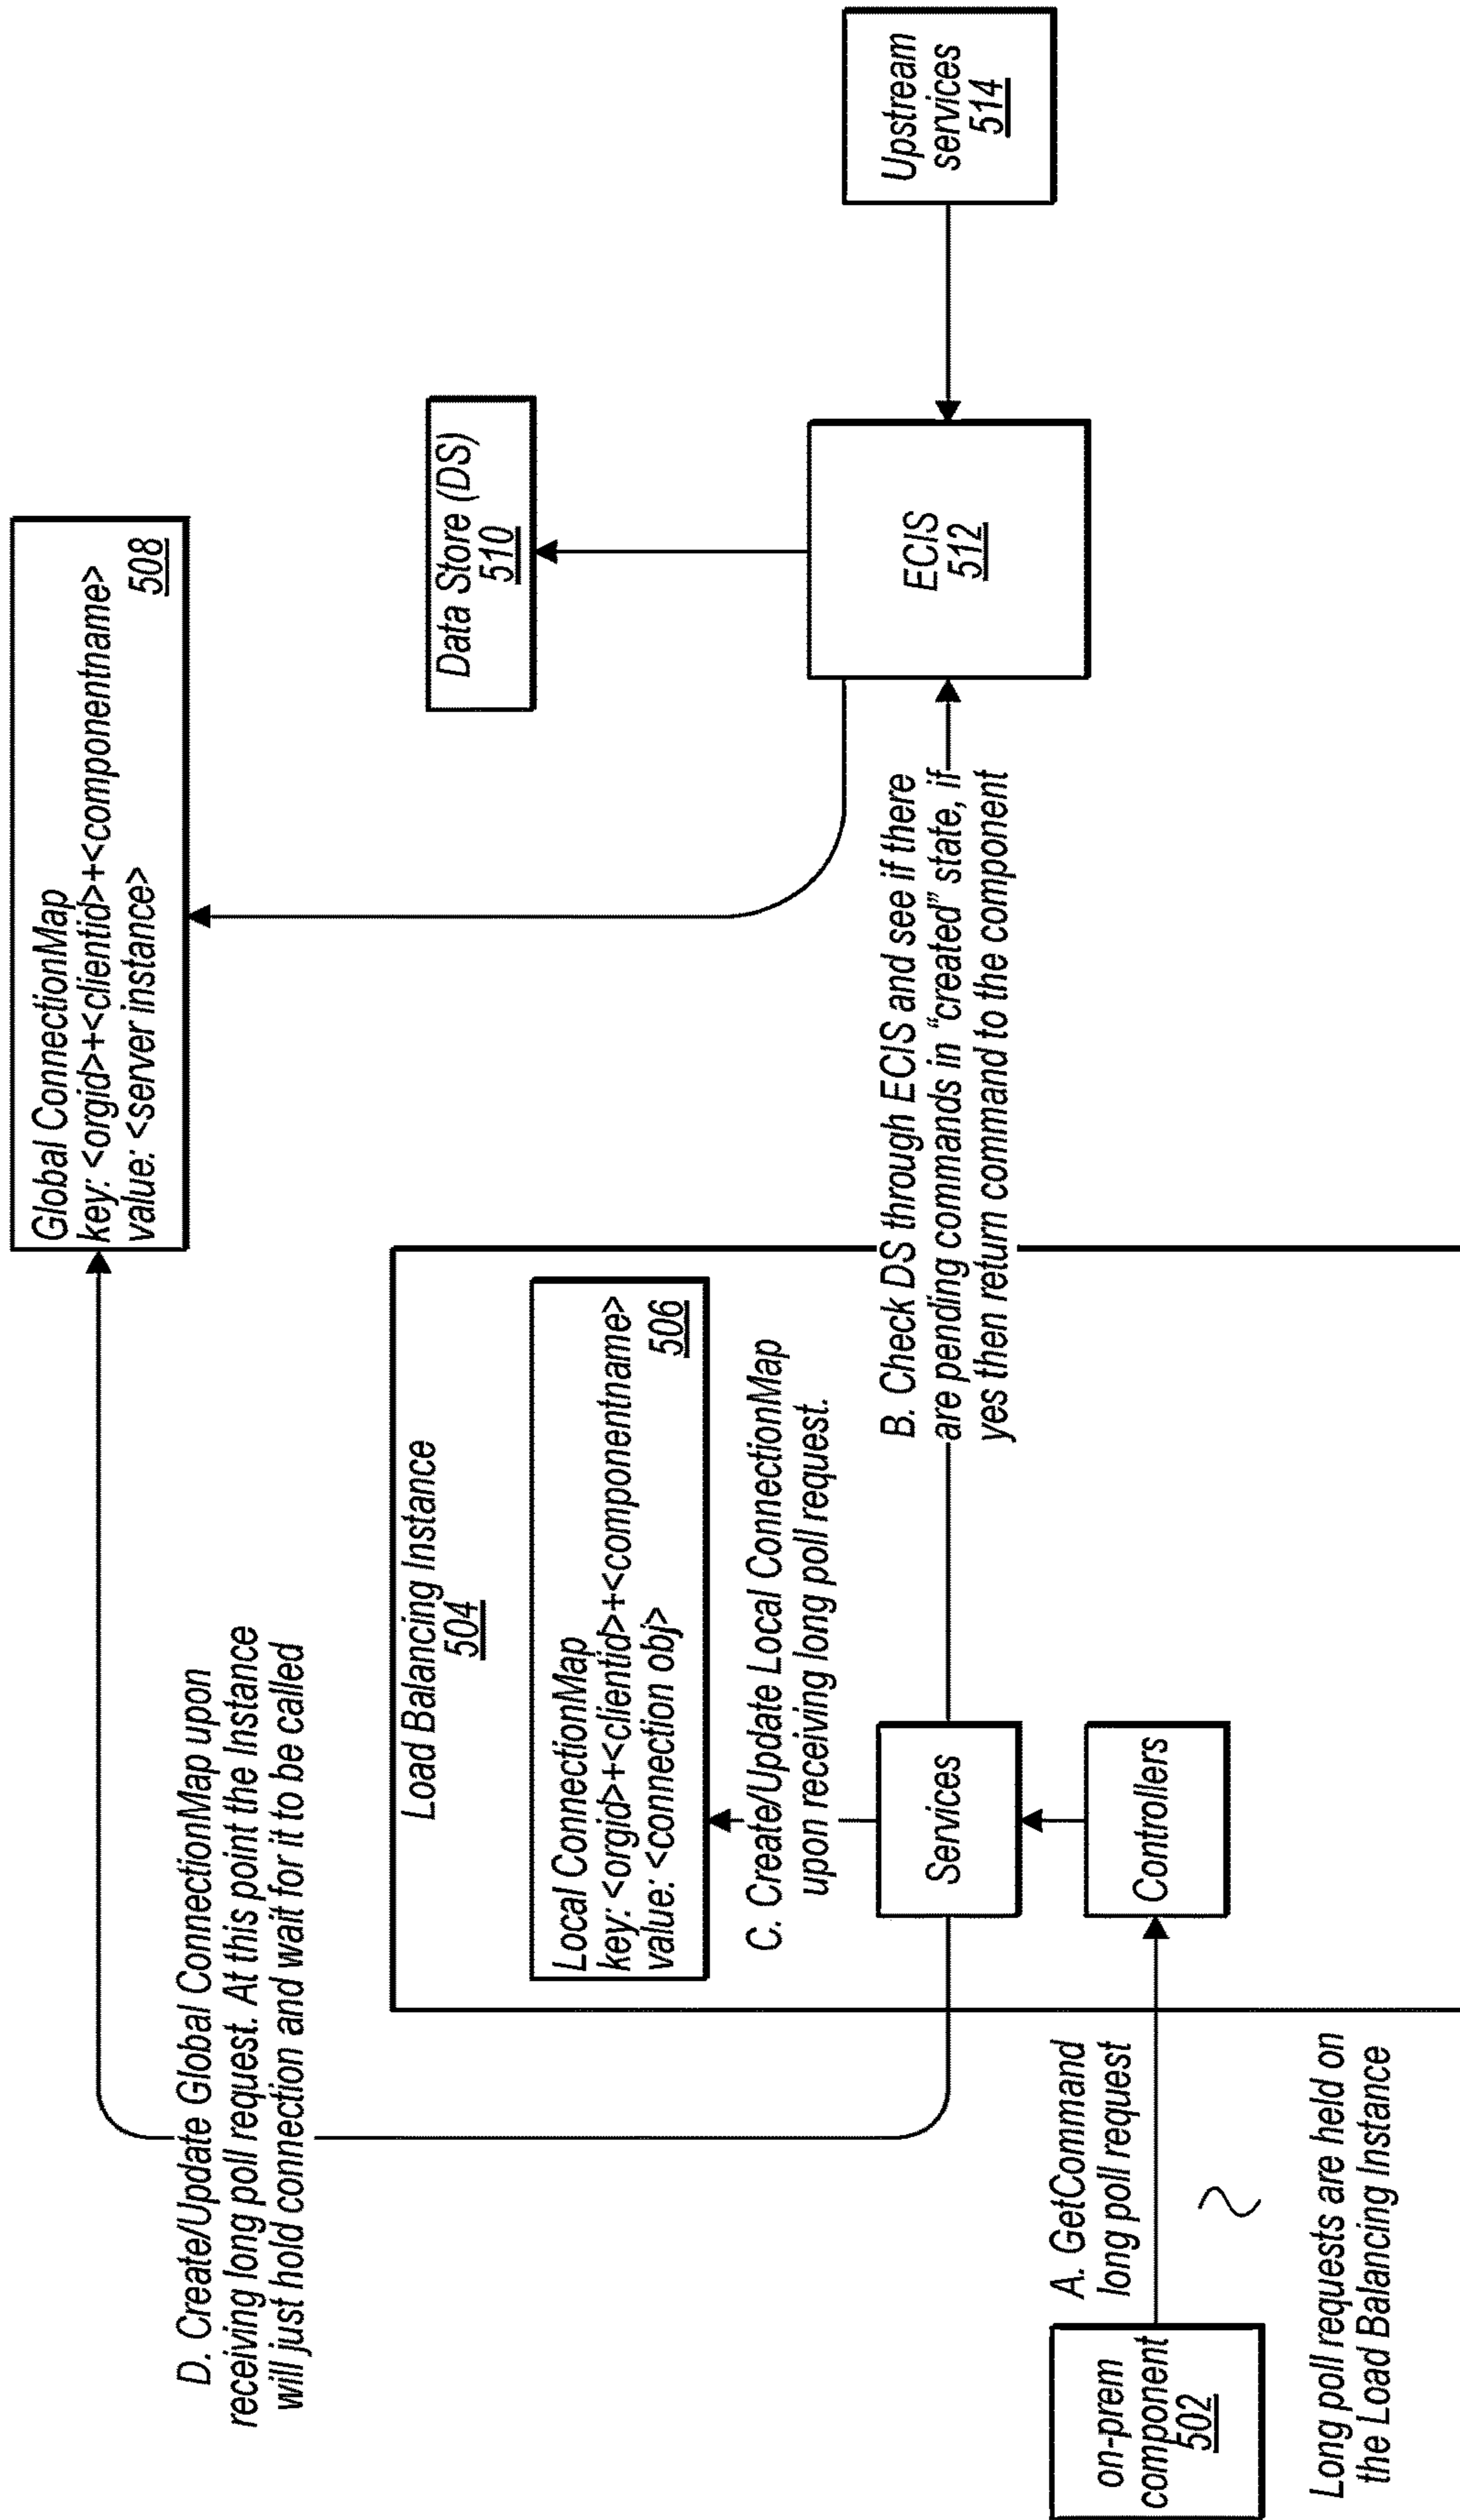 Global ConnectionMap
key: <orgid>+<clientid>+<componentname>
value: <server instance>
508
D. Create/Update Global ConnectionMap upon
receiving long poll request. At this point the Instance
will just hold connection and wait for it to be called
Load Balancing Instance
504
Local ConnectionMap
key: <orgid>+<clientid>+<componentname>
value: <connection obj>
506
C. Create/Update Local ConnectionMap
upon receiving long poll request.
Data Store (DS)
510
Services
B. Check DS through ECIS and see if there
are pending commands in “created” state, if
yes then return command to the component
ECIS
512
Upstream
services
514
Controllers
A. GetCommand
long poll request
on-prem
component
502
Long poll requests are held on
the Load Balancing Instance